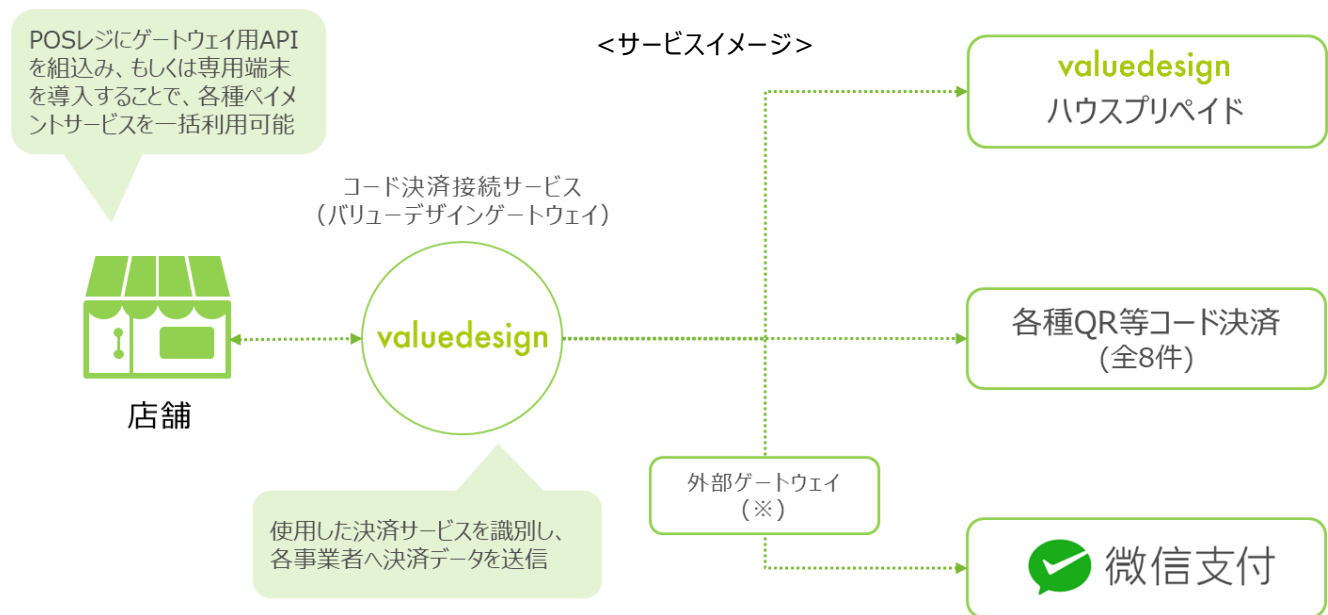 POSレジにゲートウェイ用API
を組込み、もしくは専用端末
を導入することで、各種ペイメ
ントサービスを一括利用可能
<サービスイメージ>
valuedesign
ハウスプリペイド
コード決済接続サービス
（バリューデザインゲートウェイ）
valuedesign
店舗
各種QR等コード決済
(全8件)
外部ゲートウェイ
（※）
使用した決済サービスを識別し、
各事業者へ決済データを送信
微信支付